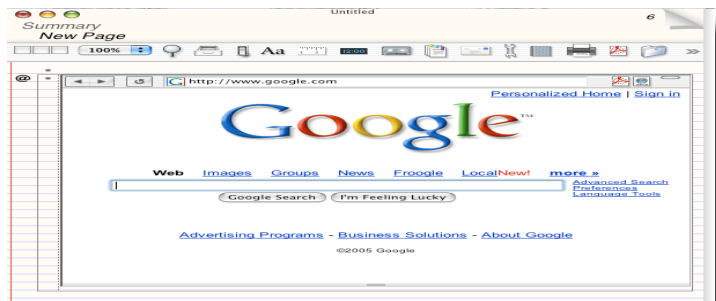 Untitled
Summary
6
New Page
100% Aa 12:00 »
@
http://www.google.com
Personalized Home | Sign in
Google™
Web Images Groups News Froogle LocalNew! more »
Advanced Search
Preferences
Language Tools
Google Search I'm Feeling Lucky
Advertising Programs - Business Solutions - About Google
©2005 Google